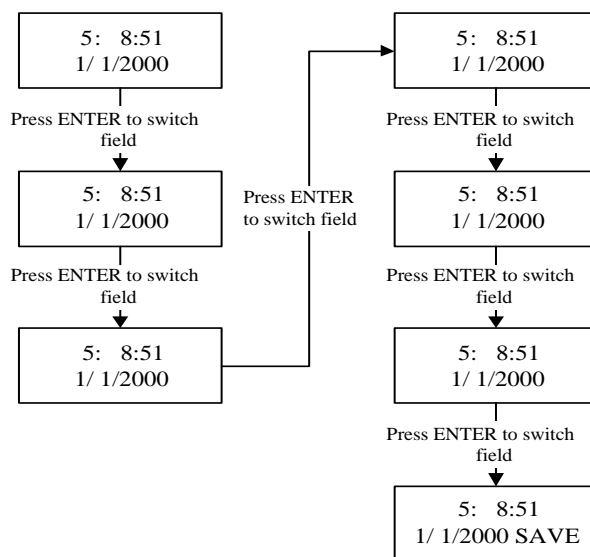 5:   8:51
1/ 1/2000
Press ENTER to switch
field
5:   8:51
1/ 1/2000
Press ENTER to switch
field
5:   8:51
1/ 1/2000
Press ENTER
to switch field
5:   8:51
1/ 1/2000
Press ENTER to switch
field
5:   8:51
1/ 1/2000
Press ENTER to switch
field
5:   8:51
1/ 1/2000
Press ENTER to switch
field
5:   8:51
1/ 1/2000 SAVE